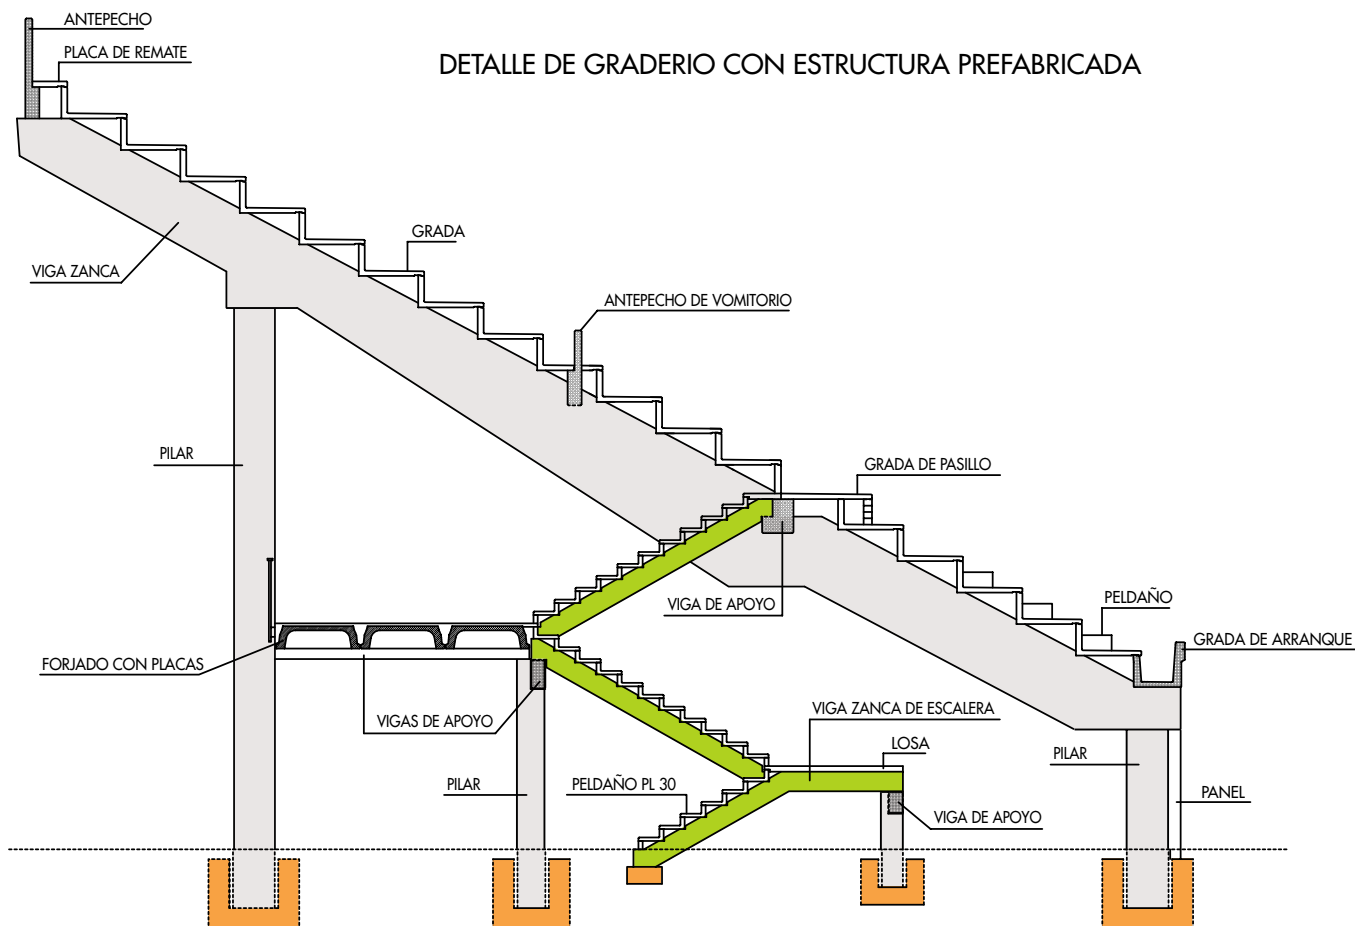 ANTEPECHO
PLACA DE REMATE
DETALLE DE GRADERIO CON ESTRUCTURA PREFABRICADA
GRADA
VIGA ZANCA
ANTEPECHO DE VOMITORIO
PILAR
GRADA DE PASILLO
VIGA DE APOYO
PELDAÑO
GRADA DE ARRANQUE
FORJADO CON PLACAS
VIGAS DE APOYO
VIGA ZANCA DE ESCALERA
LOSA
PILAR
PILAR
PELDAÑO PL 30
PANEL
VIGA DE APOYO